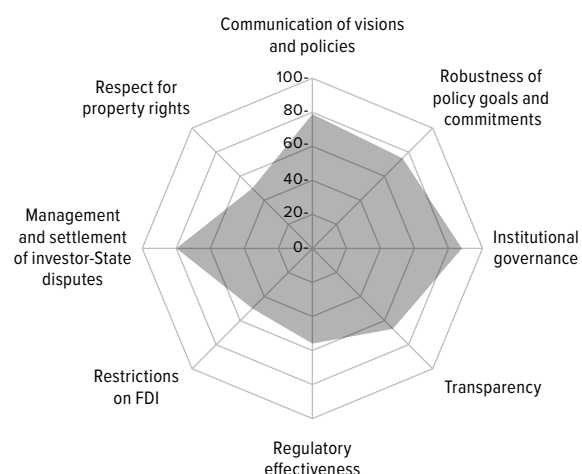 Communication of visions
and policies
Robustness of
policy goals and
commitments
Institutional
governance
Transparency
Regulatory
effectiveness
Restrictions
on FDI
Management
and settlement
of investor-State
disputes
Respect for
property rights
100-
80-
60-
40-
20-
0-